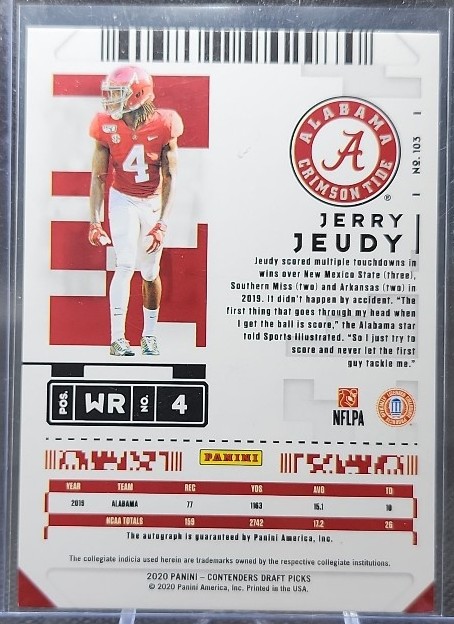 ALABAMA
A
CRIMSON TIDE
®
No. 103
4
JERRY
JEUDY
Jeudy scored multiple touchdowns in
wins over New Mexico State (three),
Southern Miss (two) and Arkansas (two) in
2019. It didn't happen by accident. "The
first thing that goes through my head when
I get the ball is score," the Alabama star
told Sports Illustrated. "So I just try to
score and never let the first
guy tackle me."
POS. WR NO. 4
NFLPA
PANINI
YEAR TEAM REC YDS AVG TD
2019 ALABAMA 77 1163 15.1 10
NCAA TOTALS 159 2742 17.2 26
The autograph is guaranteed by Panini America, Inc.
The collegiate indicia used herein are trademarks owned by the respective collegiate institutions.
2020 PANINI – CONTENDERS DRAFT PICKS
© 2020 Panini America, Inc. Printed in the USA.